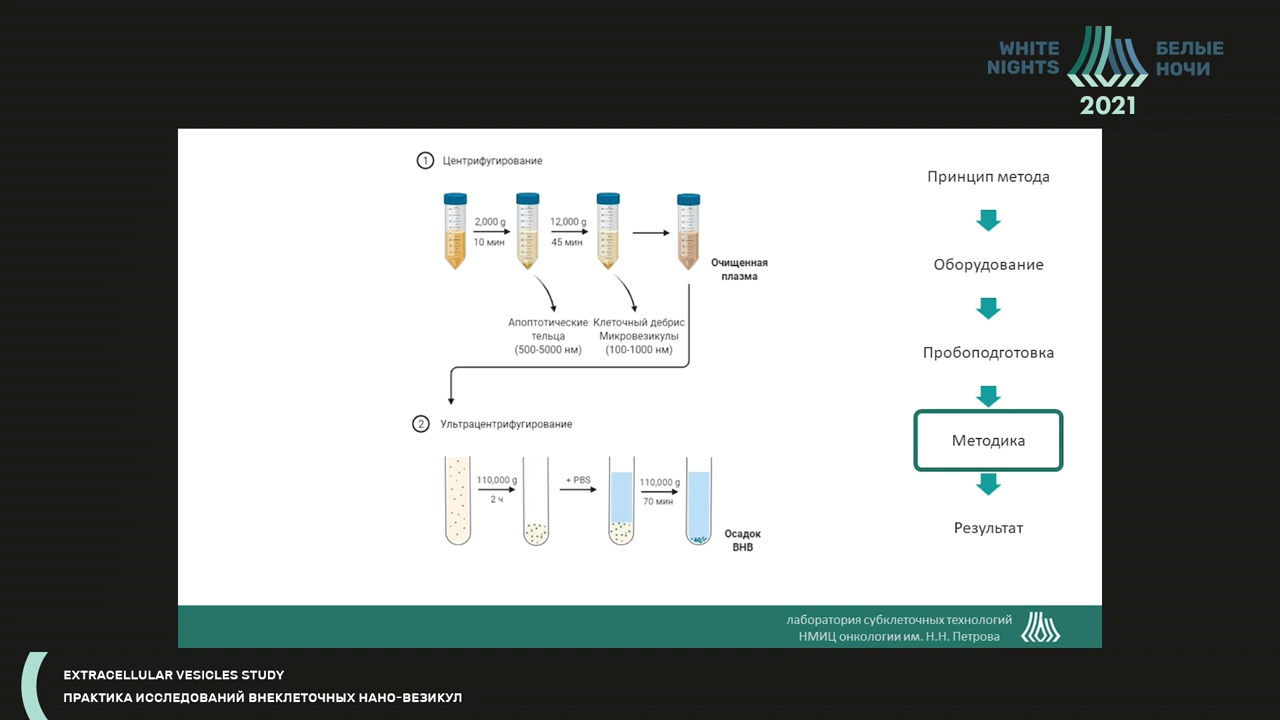 WHITE
NIGHTS
БЕЛЫЕ
НОЧИ
2021
1 Центрифугирование
2,000 g
10 мин
12,000 g
45 мин
Очищенная
плазма
Апоптотические
тельца
(500-5000 нм)
Клеточный дебрис
Микровезикулы
(100-1000 нм)
2 Ультрацентрифугирование
110,000 g
2 ч
+ PBS
110,000 g
70 мин
Осадок
ВНВ
Принцип метода
Оборудование
Пробоподготовка
Методика
Результат
лаборатория субклеточных технологий
НМИЦ онкологии им. Н.Н. Петрова
EXTRACELLULAR VESICLES STUDY
ПРАКТИКА ИССЛЕДОВАНИЙ ВНЕКЛЕТОЧНЫХ НАНО-ВЕЗИКУЛ